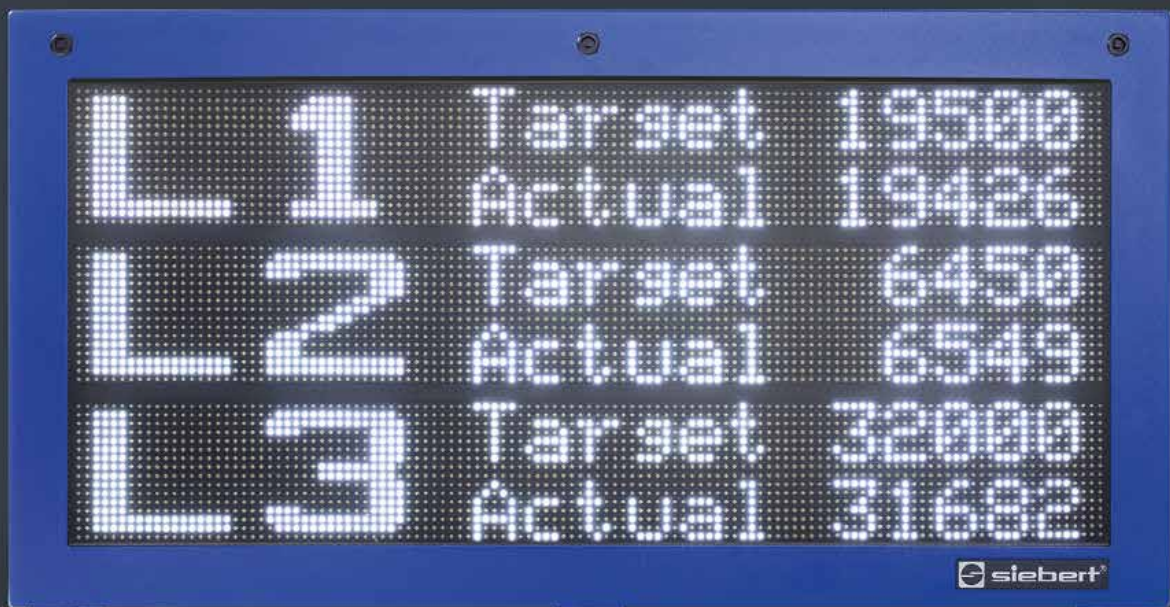 L1 Target 19500
Actual 19426
L2 Target 6450
Actual 6549
L3 Target 32000
Actual 31682
siebert®